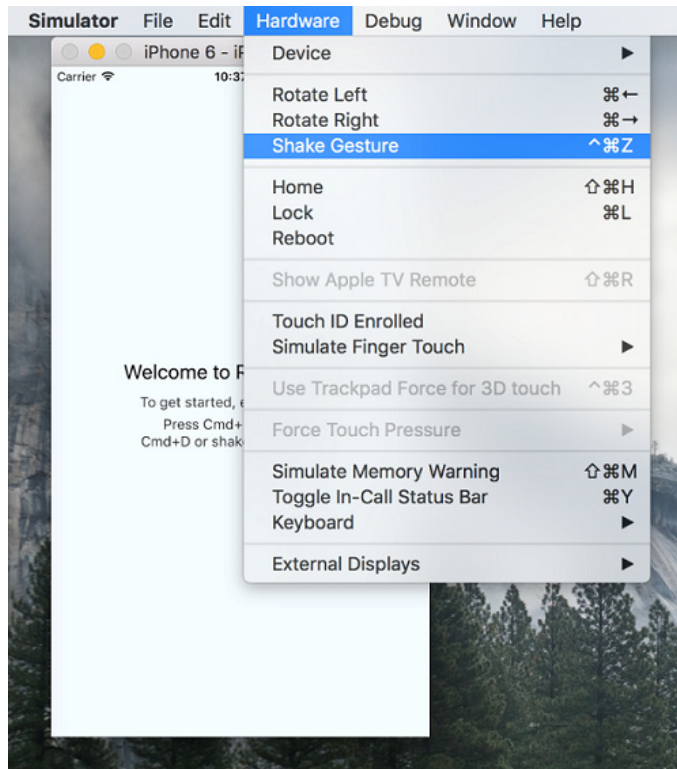 Simulator File Edit Hardware Debug Window Help
iPhone 6 -
Carrier
Device
Rotate Left ⌘←
Rotate Right ⌘→
Shake Gesture ^⌘Z
Home ⇧⌘H
Lock ⌘L
Reboot
Show Apple TV Remote ⇧⌘R
Touch ID Enrolled
Simulate Finger Touch
Use Trackpad Force for 3D touch ^⌘3
Force Touch Pressure
Simulate Memory Warning ⇧⌘M
Toggle In-Call Status Bar ⌘Y
Keyboard
External Displays
Welcome to
To get started,
Press Cmd+
Cmd+D or shak